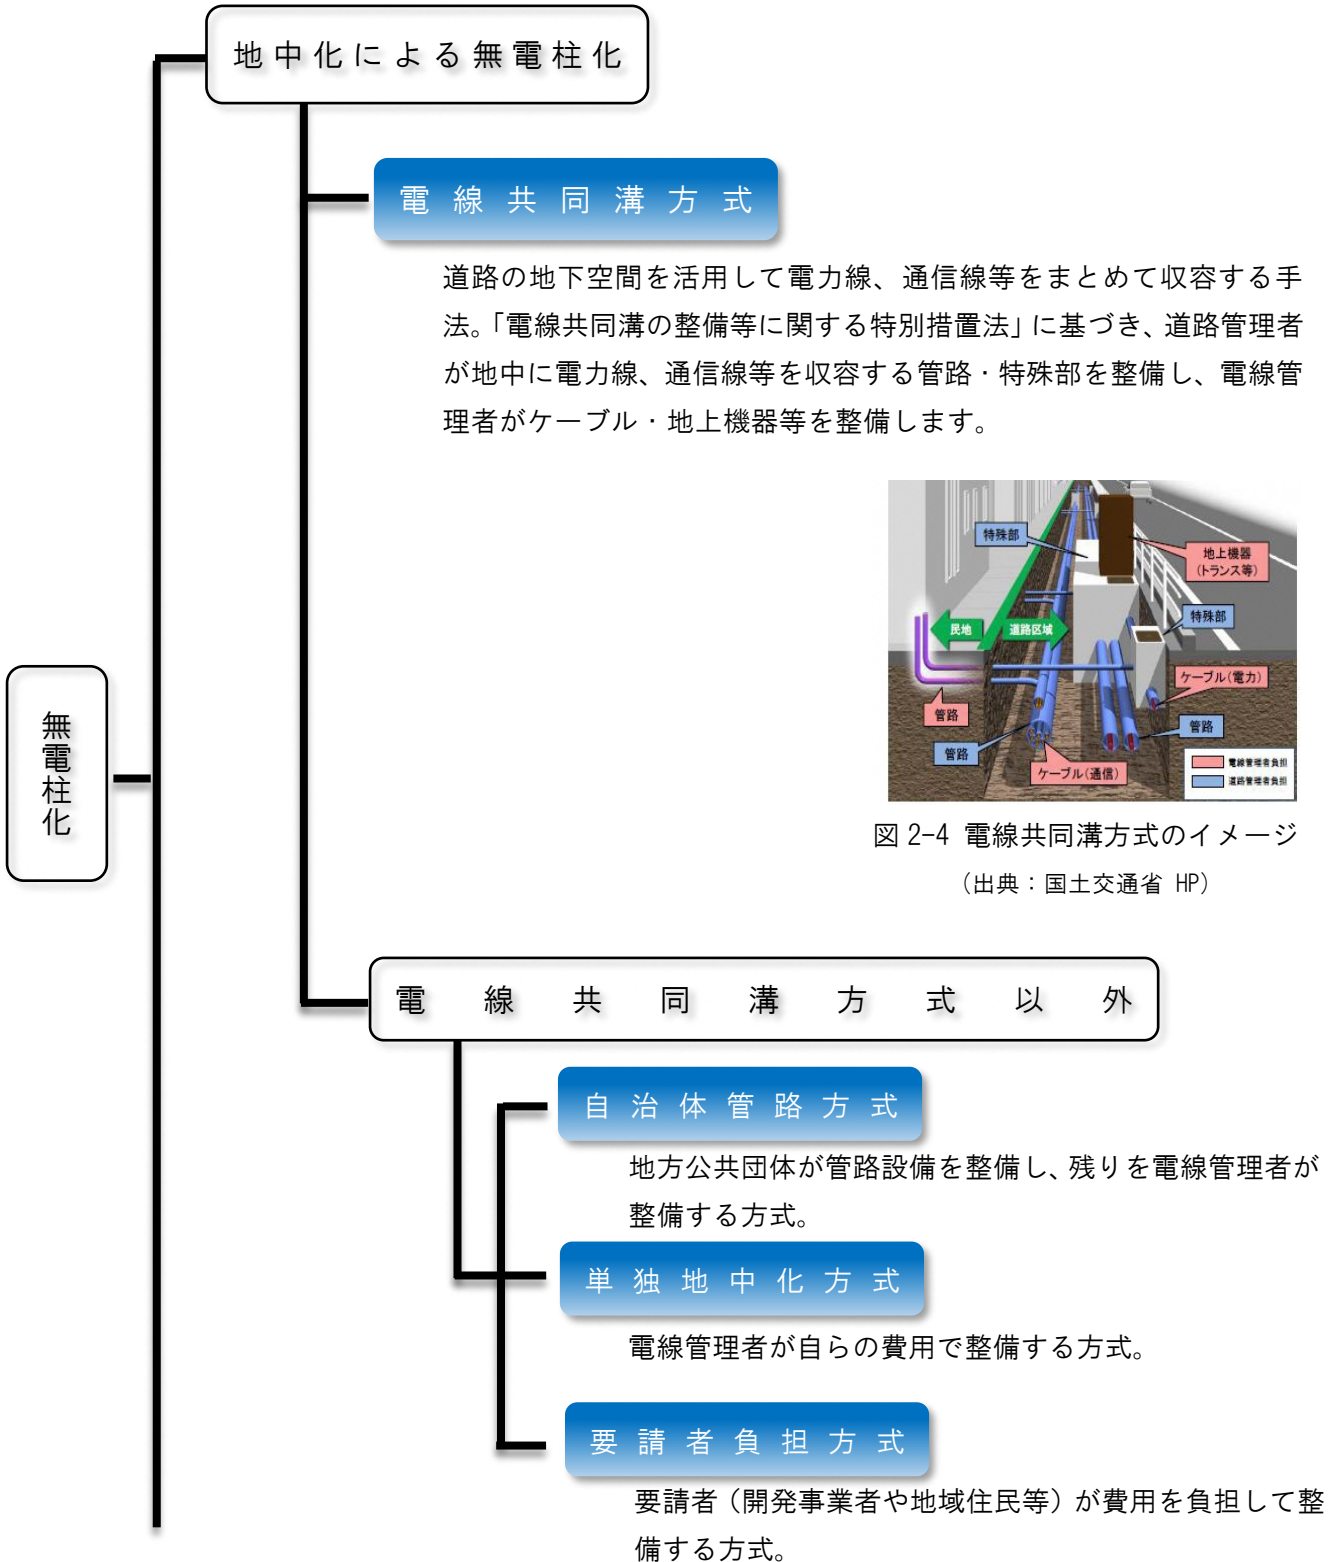 地中化による無電柱化
電線共同溝方式
道路の地下空間を活用して電力線、通信線等をまとめて収容する手
法。「電線共同溝の整備等に関する特別措置法」に基づき、道路管理者
が地中に電力線、通信線等を収容する管路・特殊部を整備し、電線管
理者がケーブル・地上機器等を整備します。
特殊部
地上機器
(トランス等)
特殊部
民地
道路区域
ケーブル(電力)
管路
管路
管路
ケーブル(通信)
電線管理者負担
道路管理者負担
図 2-4 電線共同溝方式のイメージ
(出典:国土交通省 HP)
無電柱化
電線共同溝方式以外
自治体管路方式
地方公共団体が管路設備を整備し、残りを電線管理者が
整備する方式。
単独地中化方式
電線管理者が自らの費用で整備する方式。
要請者負担方式
要請者(開発事業者や地域住民等)が費用を負担して整
備する方式。